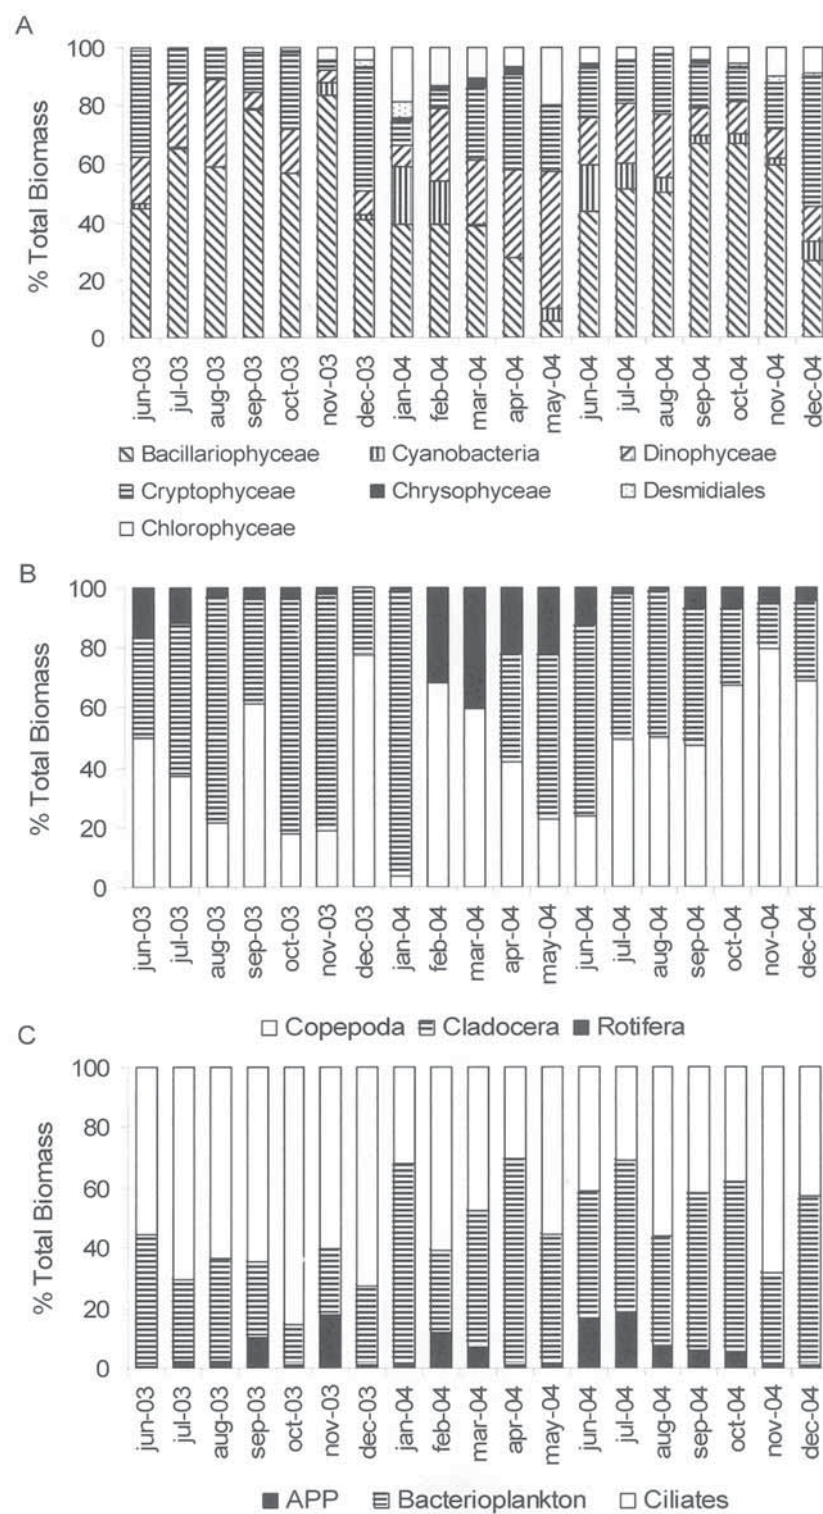 A
% Total Biomass
100
80
60
40
20
0
jun-03 jul-03 aug-03 sep-03 oct-03 nov-03 dec-03 jan-04 feb-04 mar-04 apr-04 may-04 jun-04 jul-04 aug-04 sep-04 oct-04 nov-04 dec-04
Bacillariophyceae Cyanobacteria Dinophyceae
Cryptophyceae Chrysophyceae Desmidiales
Chlorophyceae
B
% Total Biomass
100
80
60
40
20
0
jun-03 jul-03 aug-03 sep-03 oct-03 nov-03 dec-03 jan-04 feb-04 mar-04 apr-04 may-04 jun-04 jul-04 aug-04 sep-04 oct-04 nov-04 dec-04
Copepoda Cladocera Rotifera
C
% Total Biomass
100
80
60
40
20
0
jun-03 jul-03 aug-03 sep-03 oct-03 nov-03 dec-03 jan-04 feb-04 mar-04 apr-04 may-04 jun-04 jul-04 aug-04 sep-04 oct-04 nov-04 dec-04
APP Bacterioplankton Ciliates